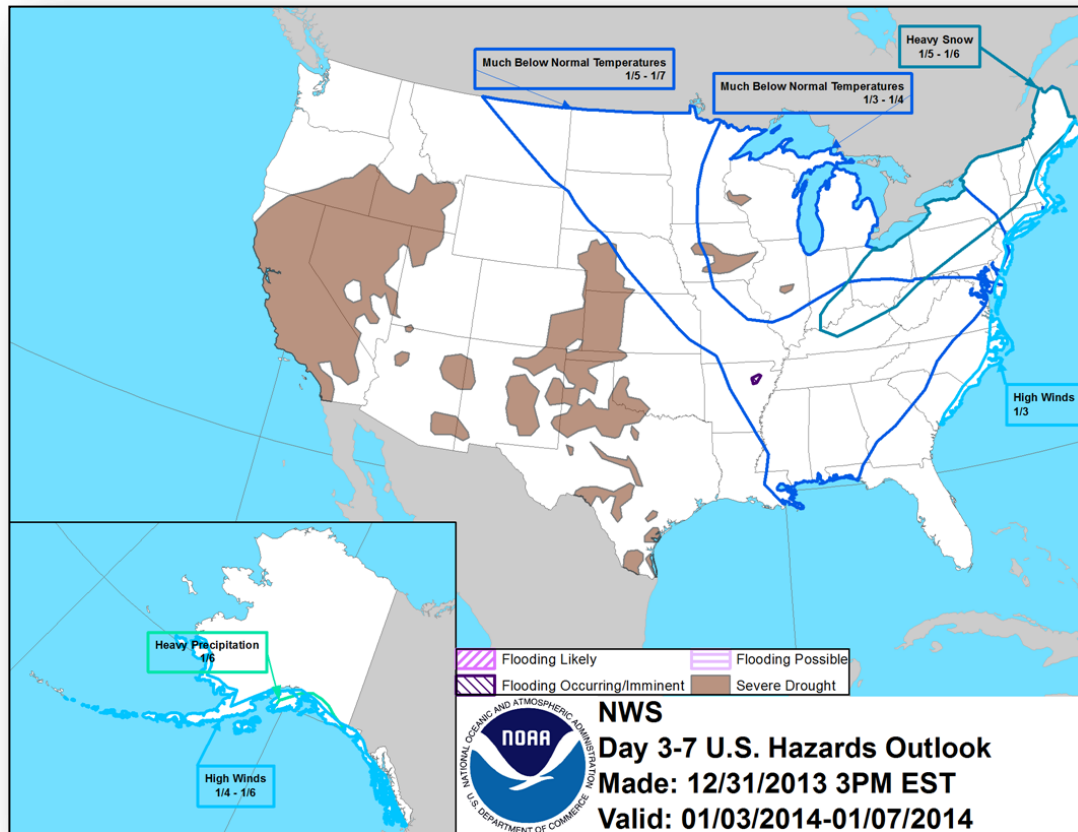 Heavy Snow
1/5 - 1/6
Much Below Normal Temperatures
1/5 - 1/7
Much Below Normal Temperatures
1/3 - 1/4
High Winds
1/3
Heavy Precipitation
1/6
High Winds
1/4 - 1/6
Flooding Likely
Flooding Possible
Flooding Occurring/Imminent
Severe Drought
NATIONAL OCEANIC AND ATMOSPHERIC ADMINISTRATION
NOAA
U.S. DEPARTMENT OF COMMERCE
NWS
Day 3-7 U.S. Hazards Outlook
Made: 12/31/2013 3PM EST
Valid: 01/03/2014-01/07/2014